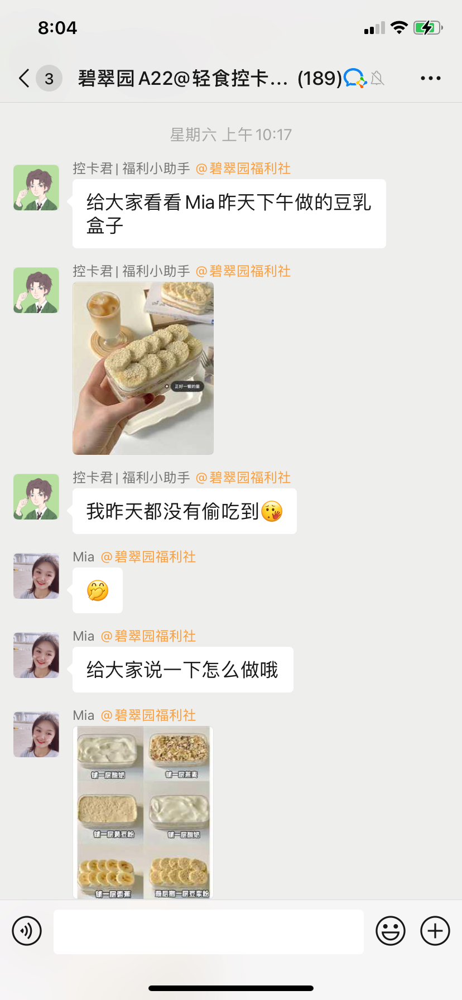 8:04
3
碧翠园A22@轻食控卡... (189)
星期六 上午10:17
控卡君| 福利小助手 @碧翠园福利社
给大家看看Mia昨天下午做的豆乳
盒子
控卡君| 福利小助手 @碧翠园福利社
正好一餐的量
控卡君| 福利小助手 @碧翠园福利社
我昨天都没有偷吃到
Mia @碧翠园福利社
Mia @碧翠园福利社
给大家说一下怎么做哦
Mia @碧翠园福利社
铺一层酸奶
铺一层燕麦
铺一层黄豆粉
铺一层酸奶
铺一层香蕉
最后撒一层豆浆粉